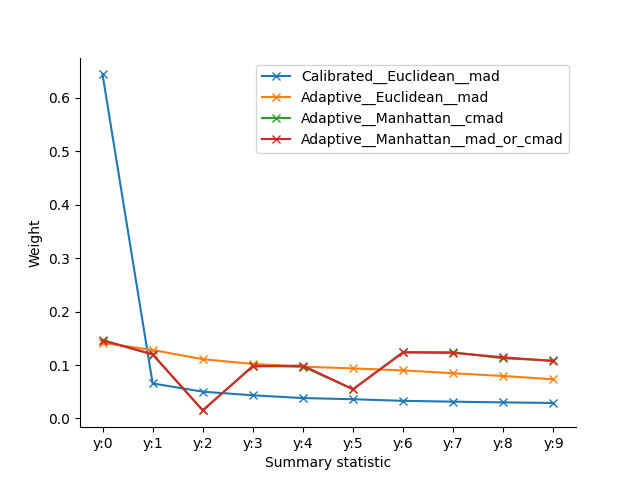 Calibrated__Euclidean__mad
Adaptive__Euclidean__mad
Adaptive__Manhattan__cmad
Adaptive__Manhattan__mad_or_cmad
Weight
0.6
0.5
0.4
0.3
0.2
0.1
0.0
y:0 y:1 y:2 y:3 y:4 y:5 y:6 y:7 y:8 y:9
Summary statistic